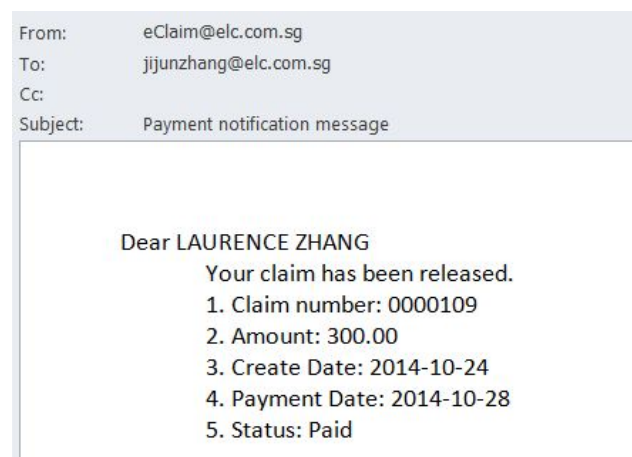 From: eClaim@elc.com.sg
To: jijunzhang@elc.com.sg
Cc:
Subject: Payment notification message
Dear LAURENCE ZHANG
Your claim has been released.
1. Claim number: 0000109
2. Amount: 300.00
3. Create Date: 2014-10-24
4. Payment Date: 2014-10-28
5. Status: Paid